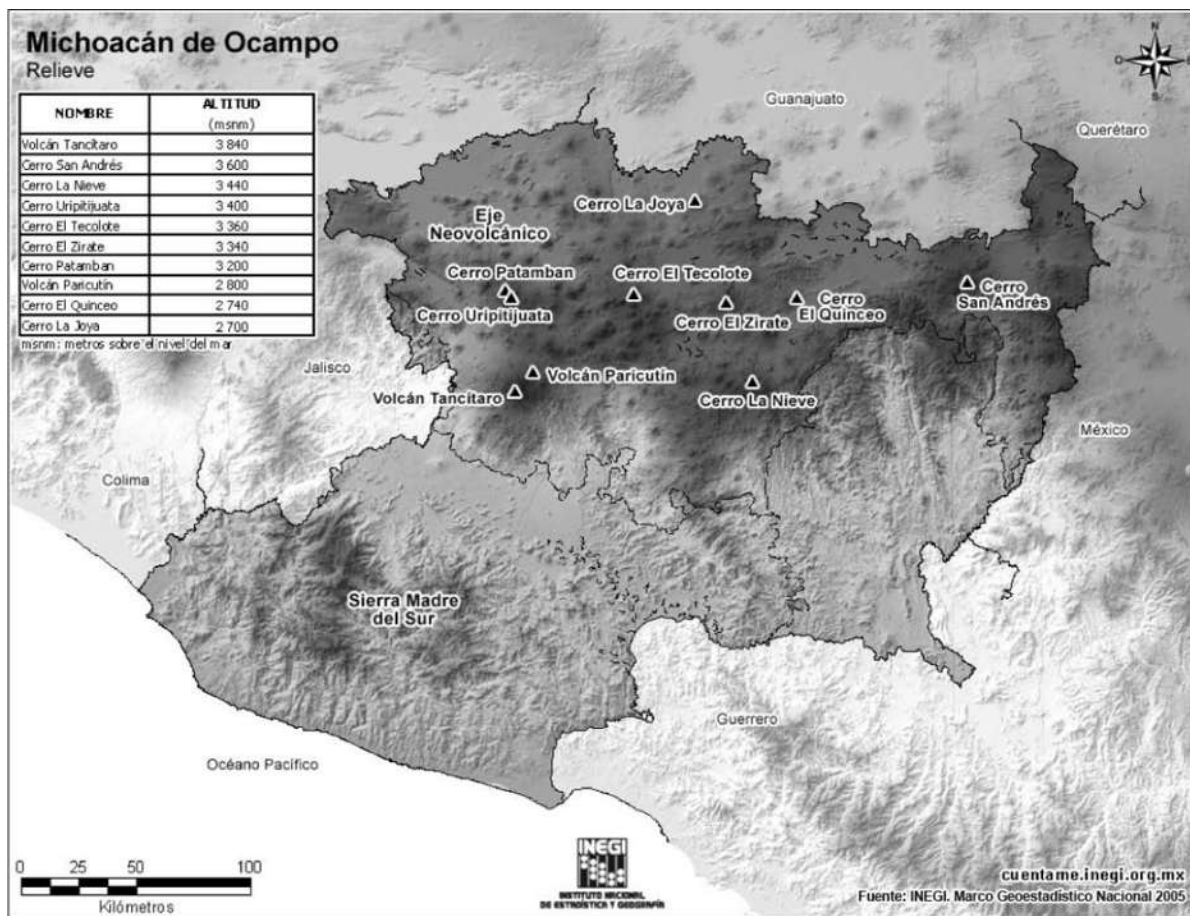 Michoacán de Ocampo
Relieve
NOMBRE ALTITUD (msnm)
Volcán Tancítaro 3 840
Cerro San Andrés 3 600
Cerro La Nieve 3 440
Cerro Uripitijuata 3 400
Cerro El Tecolote 3 360
Cerro El Zirate 3 340
Cerro Patamban 3 200
Volcán Paricutín 2 800
Cerro El Quinceo 2 740
Cerro La Joya 2 700
msnm: metros sobre el nivel del mar
N
O
E
S
Guanajuato
Querétaro
Cerro La Joya
Eje
Neovolcánico
Cerro Patamban
Cerro El Tecolote
Cerro Uripitijuata
Cerro El Zirate
Cerro
El Quinceo
Cerro
San Andrés
Jalisco
Volcán Paricutín
Volcán Tancítaro
Cerro La Nieve
México
Colima
Sierra Madre
del Sur
Guerrero
Océano Pacífico
0 25 50 100
Kilómetros
INEGI
INSTITUTO NACIONAL
DE ESTADÍSTICA Y GEOGRAFÍA
cuentame.inegi.org.mx
Fuente: INEGI. Marco Geoestadístico Nacional 2005